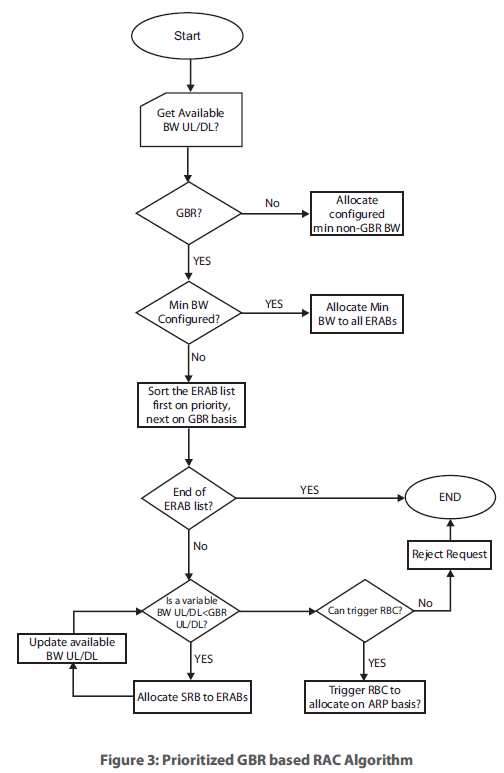 Start
Get Available
BW UL/DL?
GBR?
No
Allocate
configured
min non-GBR BW
YES
Min BW
Configured?
YES
Allocate Min
BW to all ERABs
No
Sort the ERAB list
first on priority,
next on GBR basis
End of
ERAB list?
YES
END
No
Reject Request
Is a variable
BW UL/DL<GBR
UL/DL?
Can trigger RBC?
No
Update available
BW UL/DL
YES
YES
Allocate SRB to ERABs
Trigger RBC to
allocate on ARP basis?
Figure 3: Prioritized GBR based RAC Algorithm